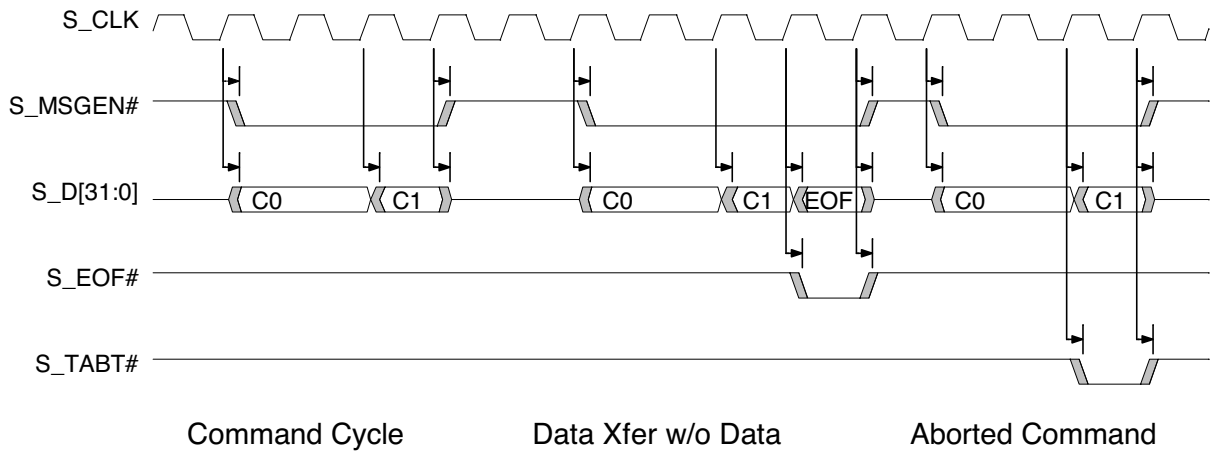 S_CLK
S_MSGEN#
S_D[31:0] C0 C1 C0 C1 EOF C0 C1
S_EOF#
S_TABT#
Command Cycle Data Xfer w/o Data Aborted Command